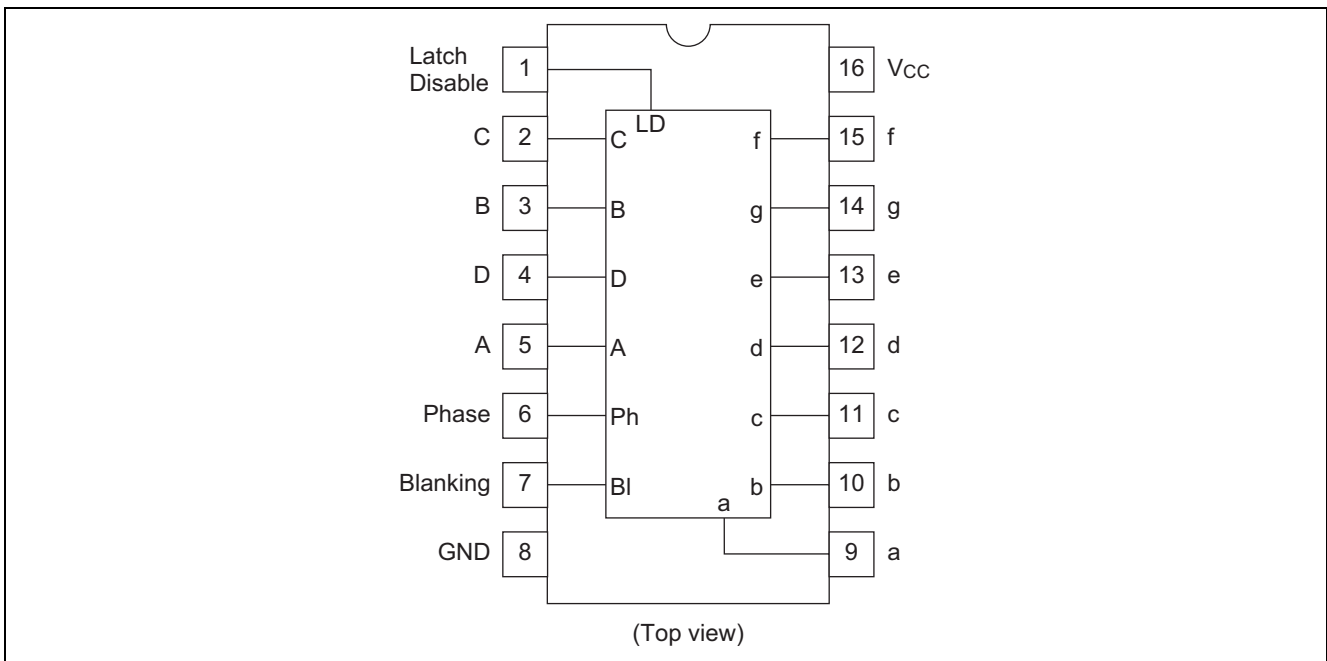 Latch
Disable 1 LD 16 VCC
C 2 C f 15 f
B 3 B g 14 g
D 4 D e 13 e
A 5 A d 12 d
Phase 6 Ph c 11 c
Blanking 7 BI b 10 b
a
GND 8 9 a
(Top view)